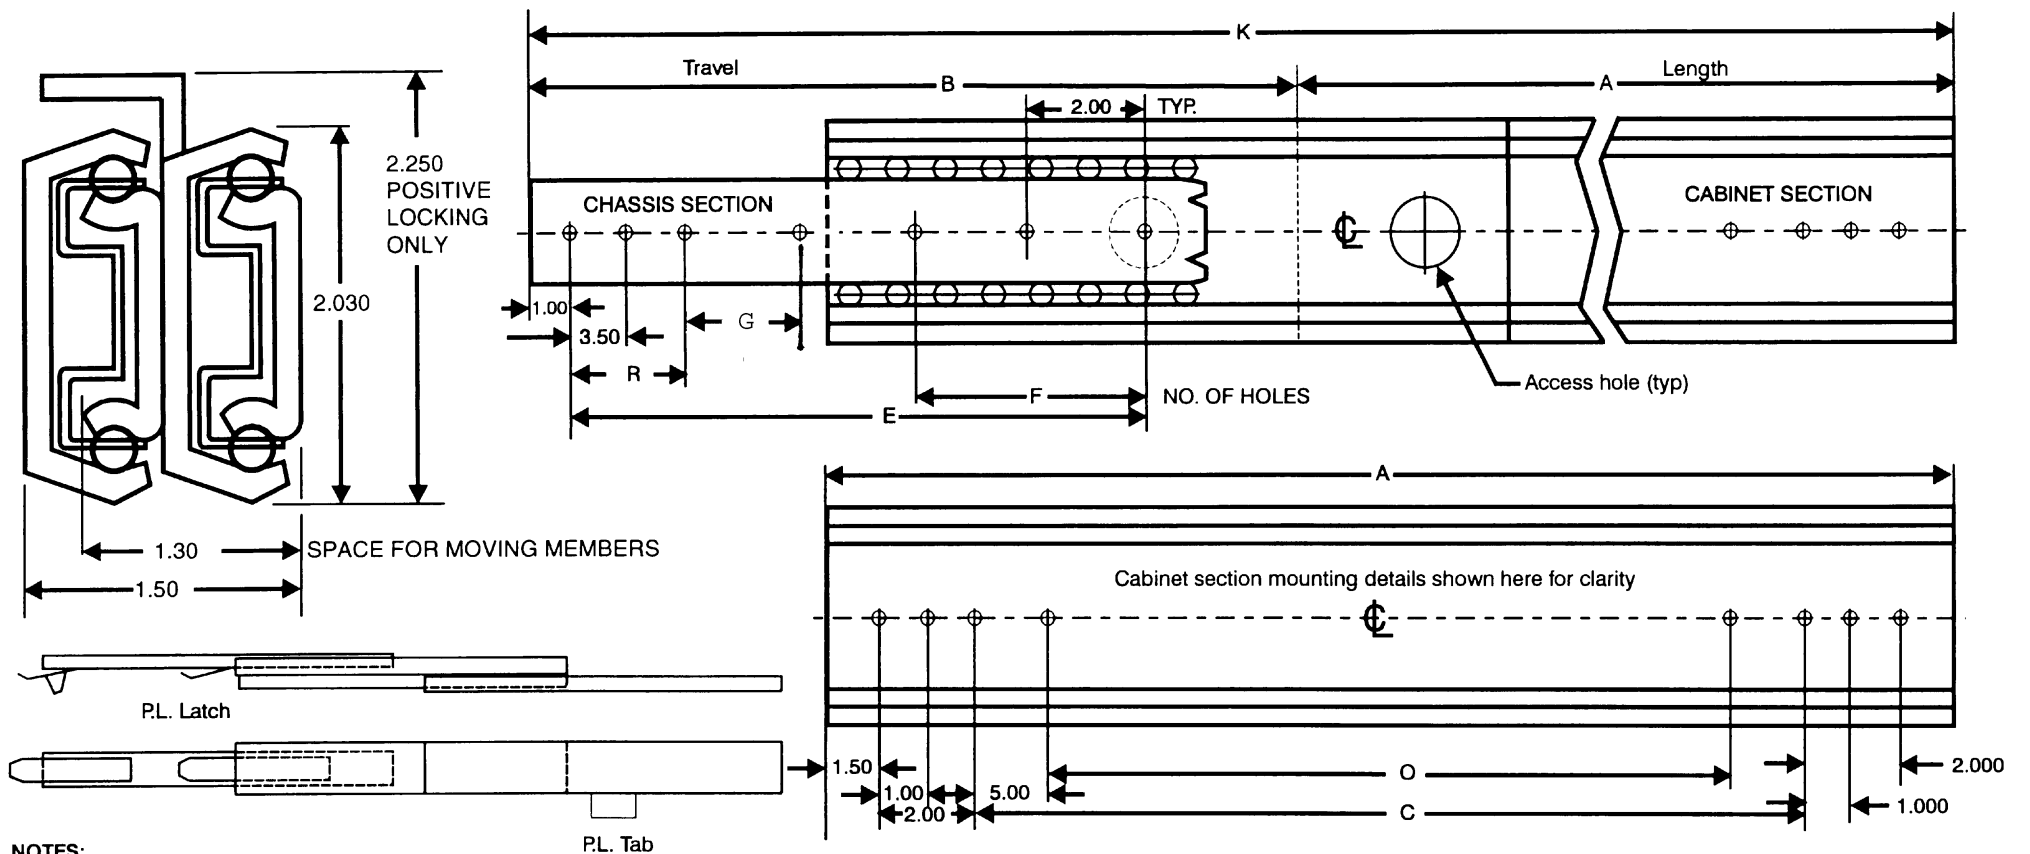 K
Travel
B
Length
A
2.00 TYP.
2.250
POSITIVE
LOCKING
ONLY
2.030
CHASSIS SECTION
CABINET SECTION
℄
1.00
3.50
G
R
F
NO. OF HOLES
E
Access hole (typ)
A
1.30
SPACE FOR MOVING MEMBERS
1.50
Cabinet section mounting details shown here for clarity
℄
P.L. Latch
P.L. Tab
1.50
O
2.000
1.00
5.00
2.00
C
1.000
NOTES: